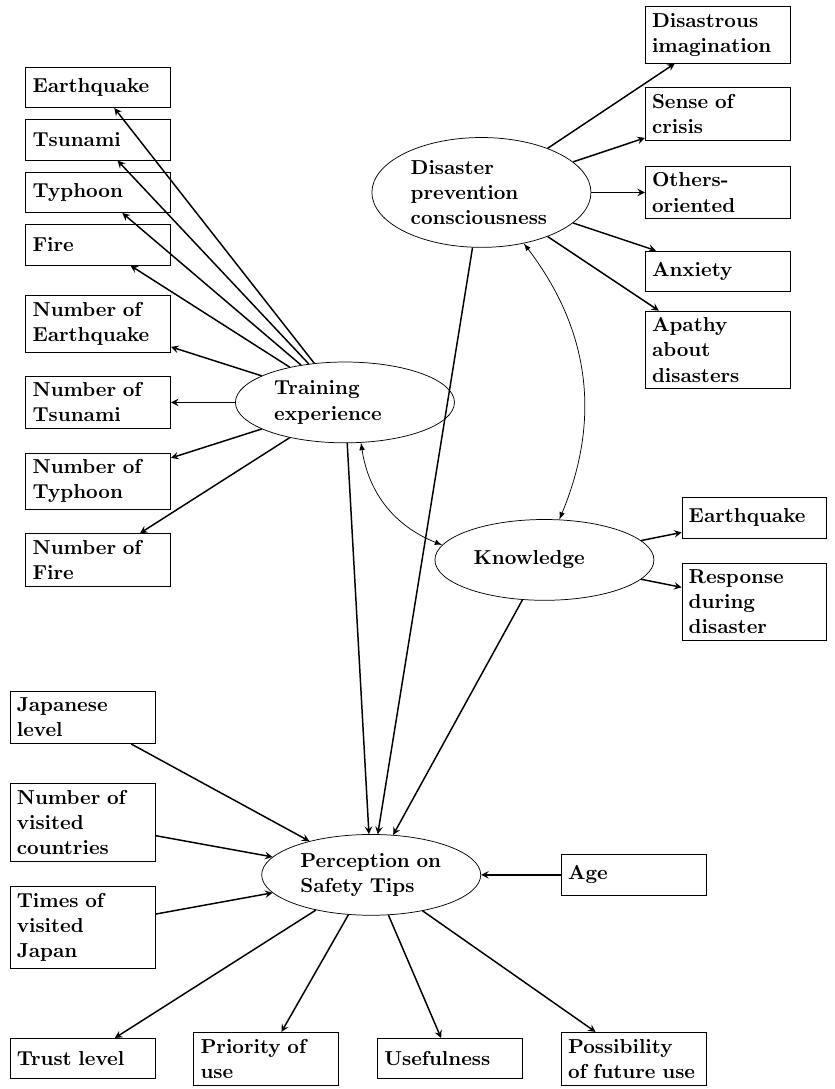 Disastrous
imagination
Earthquake
Sense of
crisis
Tsunami
Disaster
prevention
consciousness
Typhoon
Others-
oriented
Fire
Anxiety
Number of
Earthquake
Apathy
about
disasters
Training
experience
Number of
Tsunami
Number of
Typhoon
Earthquake
Number of
Fire
Knowledge
Response
during
disaster
Japanese
level
Number of
visited
countries
Perception on
Safety Tips
Age
Times of
visited
Japan
Trust level
Priority of
use
Usefulness
Possibility
of future use